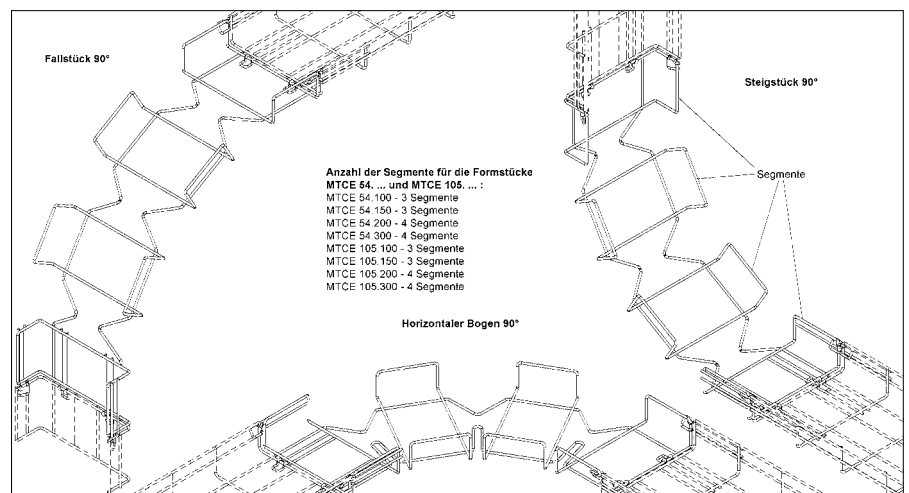 Fallstück 90°
Steigstück 90°
Anzahl der Segmente für die Formstücke
MTCE 54. ... und MTCE 105. ... :
MTCE 54.100 - 3 Segmente
MTCE 54.150 - 3 Segmente
MTCE 54.200 - 4 Segmente
MTCE 54.300 - 4 Segmente
MTCE 105.100 - 3 Segmente
MTCE 105.150 - 3 Segmente
MTCE 105.200 - 4 Segmente
MTCE 105.300 - 4 Segmente
Segmente
Horizontaler Bogen 90°